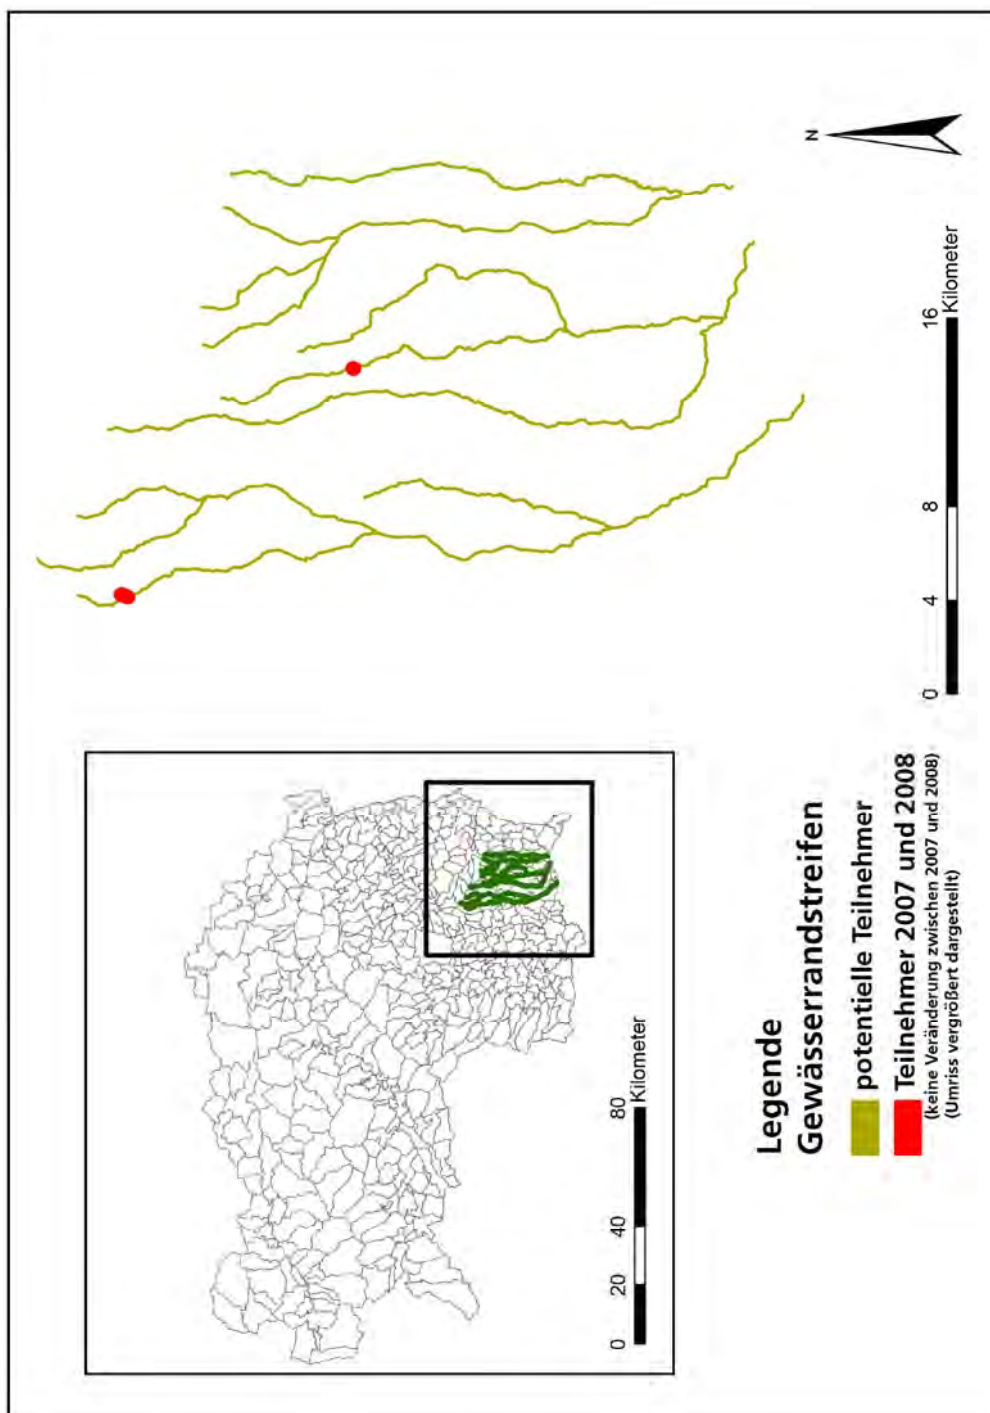 N
0 4 8 16
Kilometer
0 20 40 80
Kilometer
Legende
Gewässerrandstreifen
potentielle Teilnehmer
Teilnehmer 2007 und 2008
(keine Veränderung zwischen 2007 und 2008)
(Umriss vergrößert dargestellt)